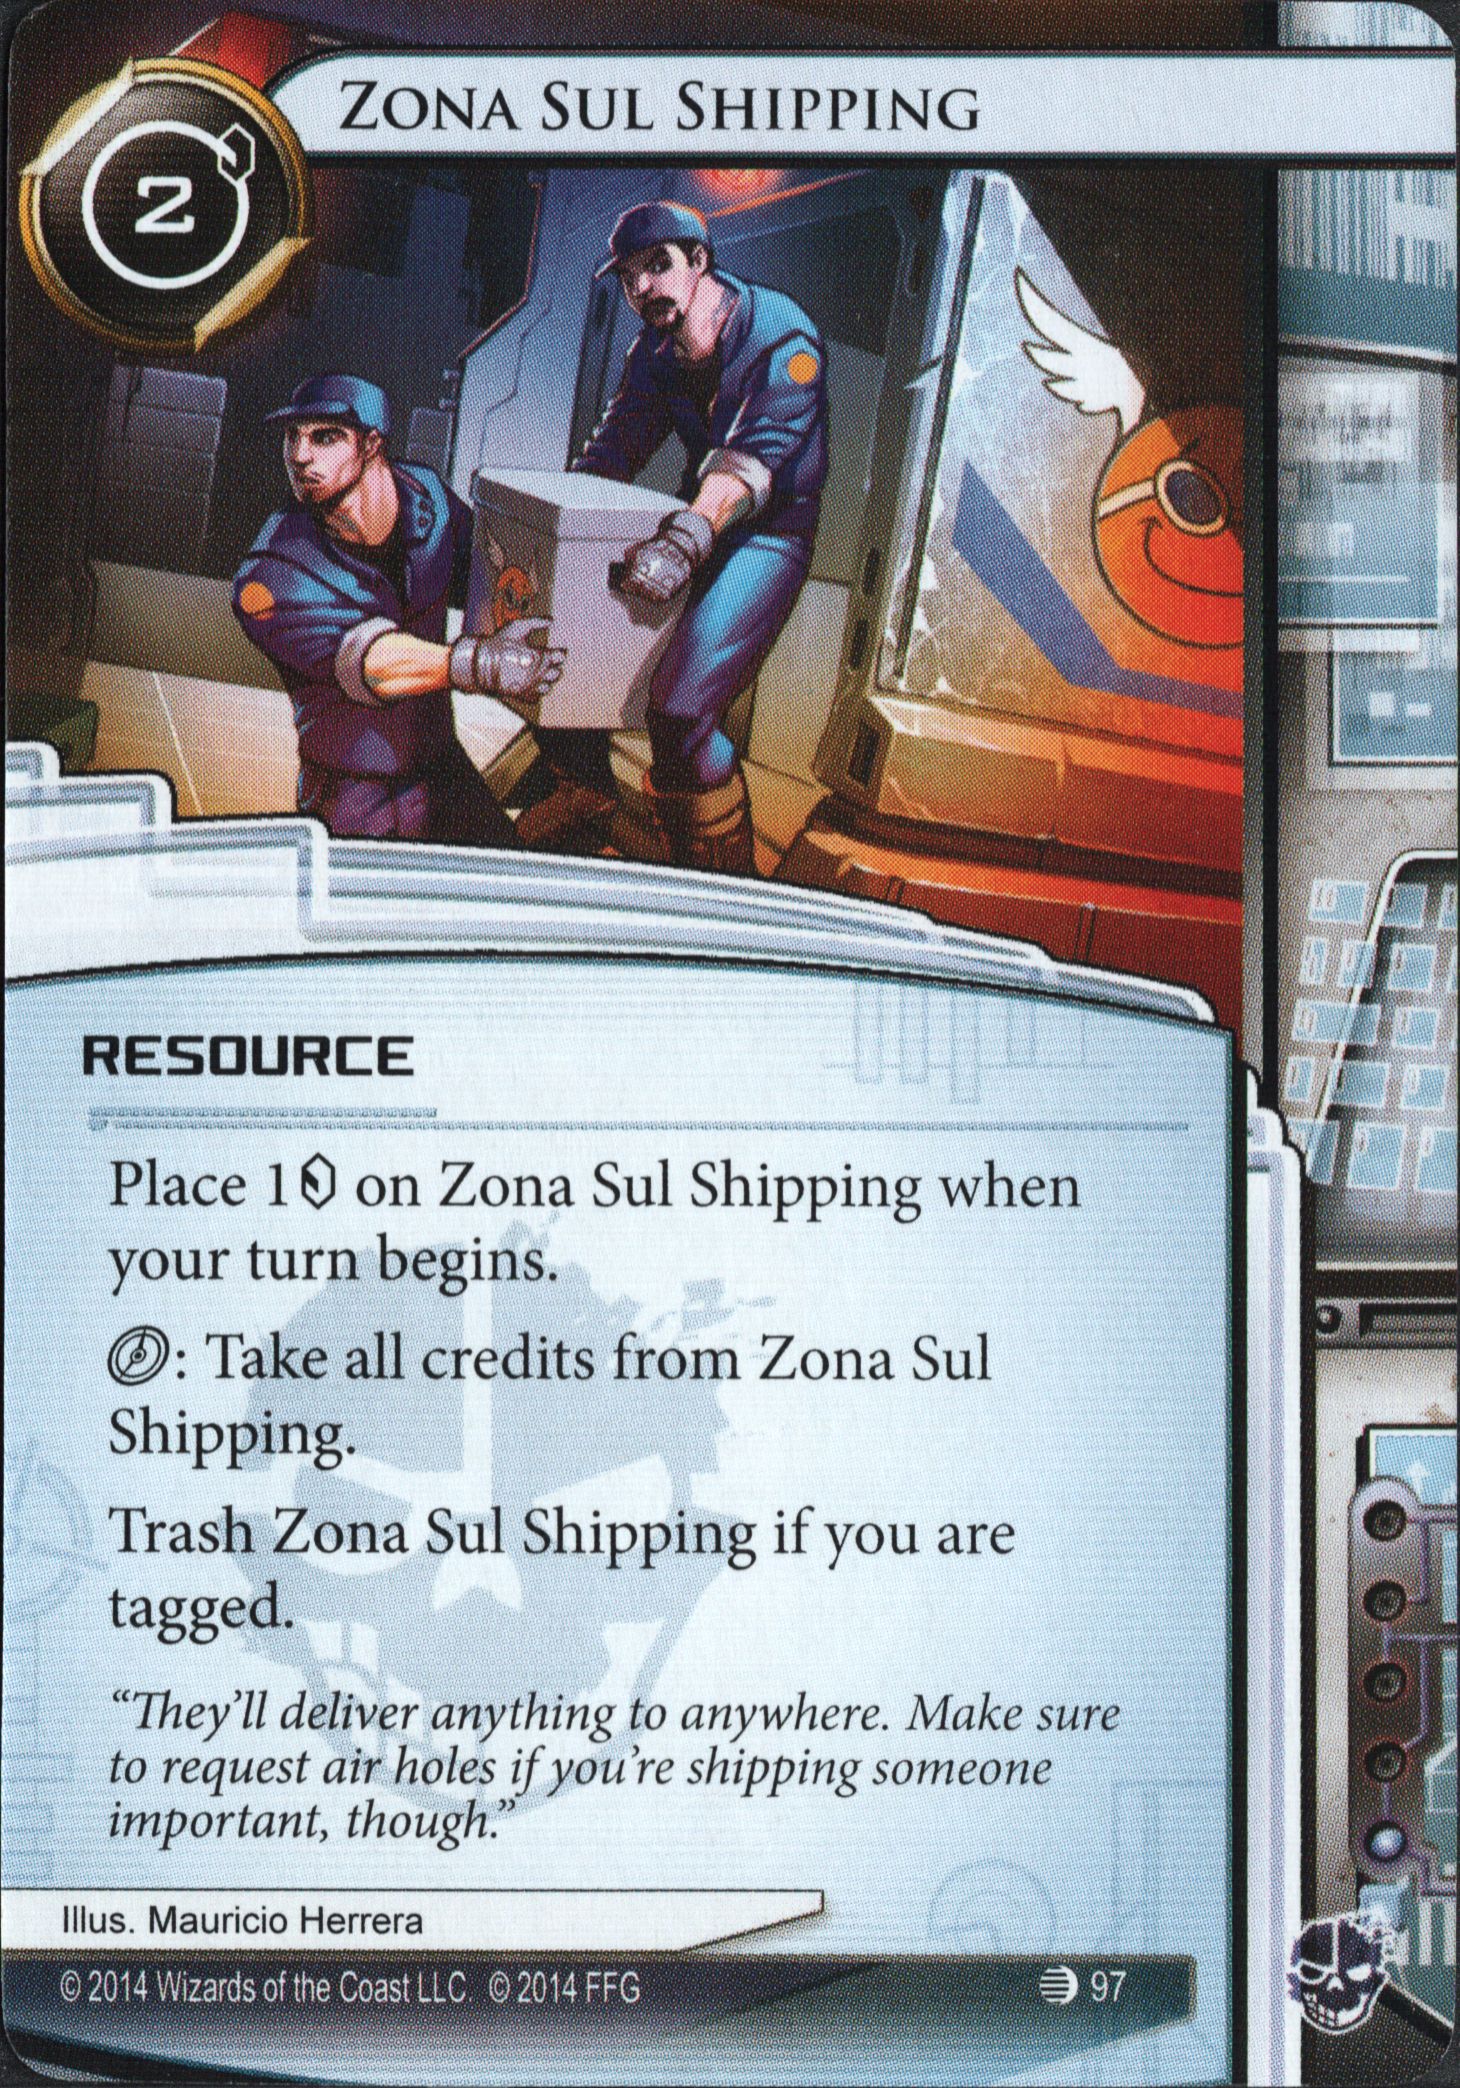 2
Zona Sul Shipping
RESOURCE
Place 1 on Zona Sul Shipping when
your turn begins.
: Take all credits from Zona Sul
Shipping.
Trash Zona Sul Shipping if you are
tagged.
“They’ll deliver anything to anywhere. Make sure
to request air holes if you’re shipping someone
important, though.”
Illus. Mauricio Herrera
© 2014 Wizards of the Coast LLC. © 2014 FFG
97